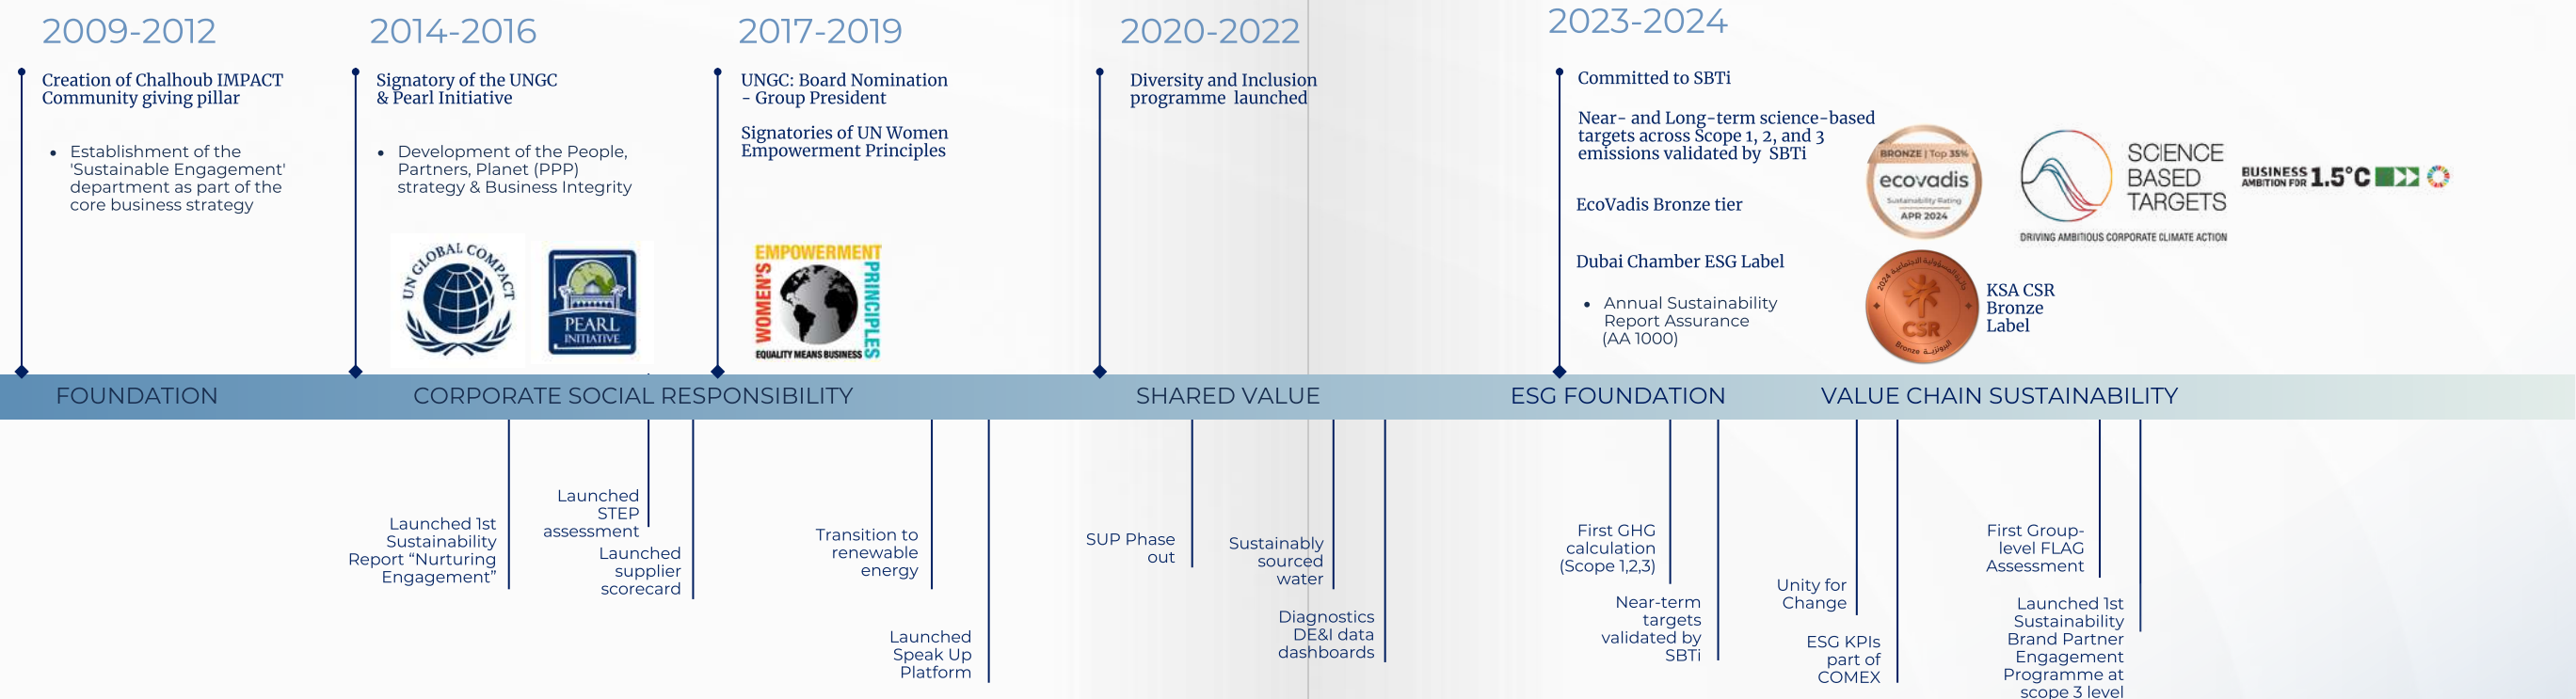 2009-2012
Creation of Chalhoub IMPACT
Community giving pillar
• Establishment of the
'Sustainable Engagement'
department as part of the
core business strategy
2014-2016
Signatory of the UNGC
& Pearl Initiative
• Development of the People,
Partners, Planet (PPP)
strategy & Business Integrity
UN GLOBAL COMPACT
PEARL
INITIATIVE
2017-2019
UNGC: Board Nomination
- Group President
Signatories of UN Women
Empowerment Principles
WOMEN'S
EMPOWERMENT
PRINCIPLES
EQUALITY MEANS BUSINESS
2020-2022
Diversity and Inclusion
programme launched
2023-2024
Committed to SBTi
Near- and Long-term science-based
targets across Scope 1, 2, and 3
emissions validated by SBTi
EcoVadis Bronze tier
Dubai Chamber ESG Label
• Annual Sustainability
Report Assurance
(AA 1000)
BRONZE | Top 35%
ecovadis
Sustainability Rating
APR 2024
SCIENCE
BASED
TARGETS
DRIVING AMBITIOUS CORPORATE CLIMATE ACTION
BUSINESS
AMBITION FOR 1.5°C
2024
CSR
Bronze البرونزية
KSA CSR
Bronze
Label
FOUNDATION
CORPORATE SOCIAL RESPONSIBILITY
SHARED VALUE
ESG FOUNDATION
VALUE CHAIN SUSTAINABILITY
Launched 1st
Sustainability
Report “Nurturing
Engagement”
Launched
STEP
assessment
Launched
supplier
scorecard
Transition to
renewable
energy
Launched
Speak Up
Platform
SUP Phase
out
Sustainably
sourced
water
Diagnostics
DE&I data
dashboards
First GHG
calculation
(Scope 1,2,3)
Near-term
targets
validated by
SBTi
Unity for
Change
ESG KPIs
part of
COMEX
First Group-
level FLAG
Assessment
Launched 1st
Sustainability
Brand Partner
Engagement
Programme at
scope 3 level